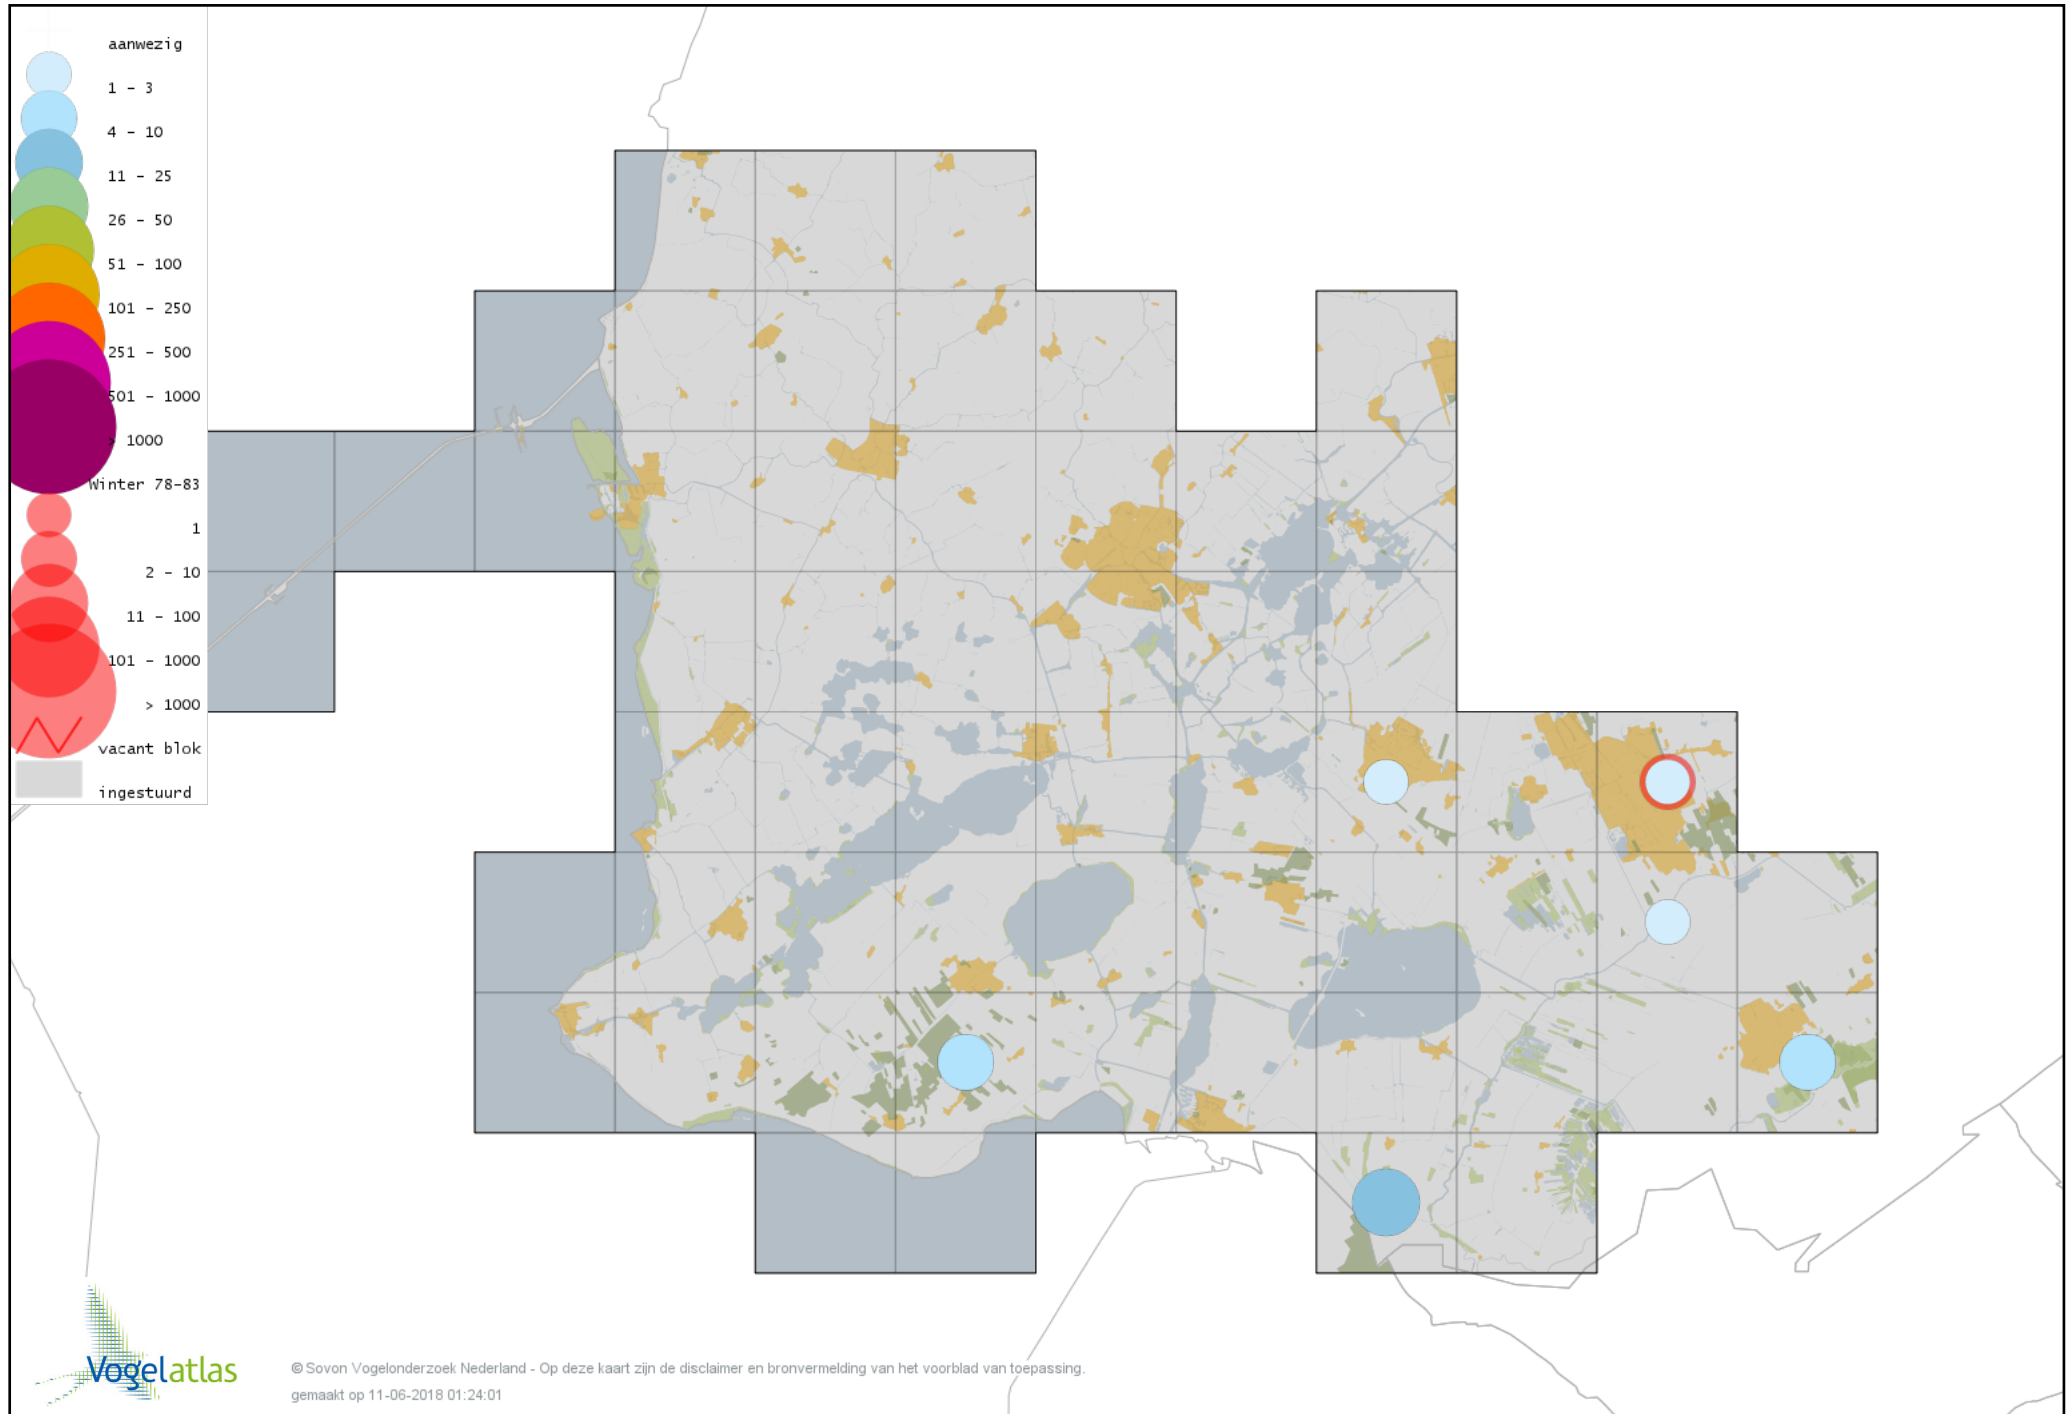 aanwezig
1 - 3
4 - 10
11 - 25
26 - 50
51 - 100
101 - 250
251 - 500
501 - 1000
> 1000
Winter 78-83
1
2 - 10
11 - 100
101 - 1000
> 1000
vacant blok
ingestuurd
Vogelatlas
© Sovon Vogelonderzoek Nederland - Op deze kaart zijn de disclaimer en bronvermelding van het voorblad van toepassing.
gemaakt op 11-06-2018 01:24:01